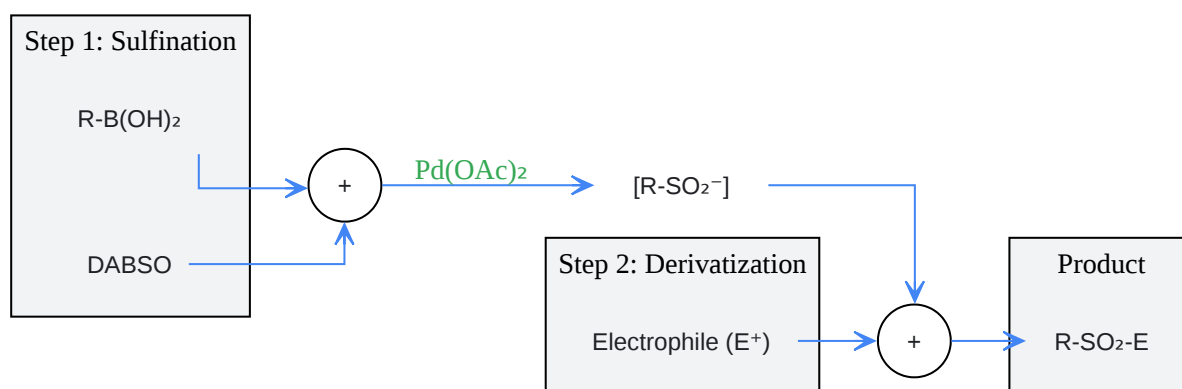 Step 1: Sulfination
R-B(OH)₂
+
Pd(OAc)₂
[R-SO₂⁻]
DABSO
Step 2: Derivatization
Product
Electrophile (E⁺)
+
R-SO₂-E